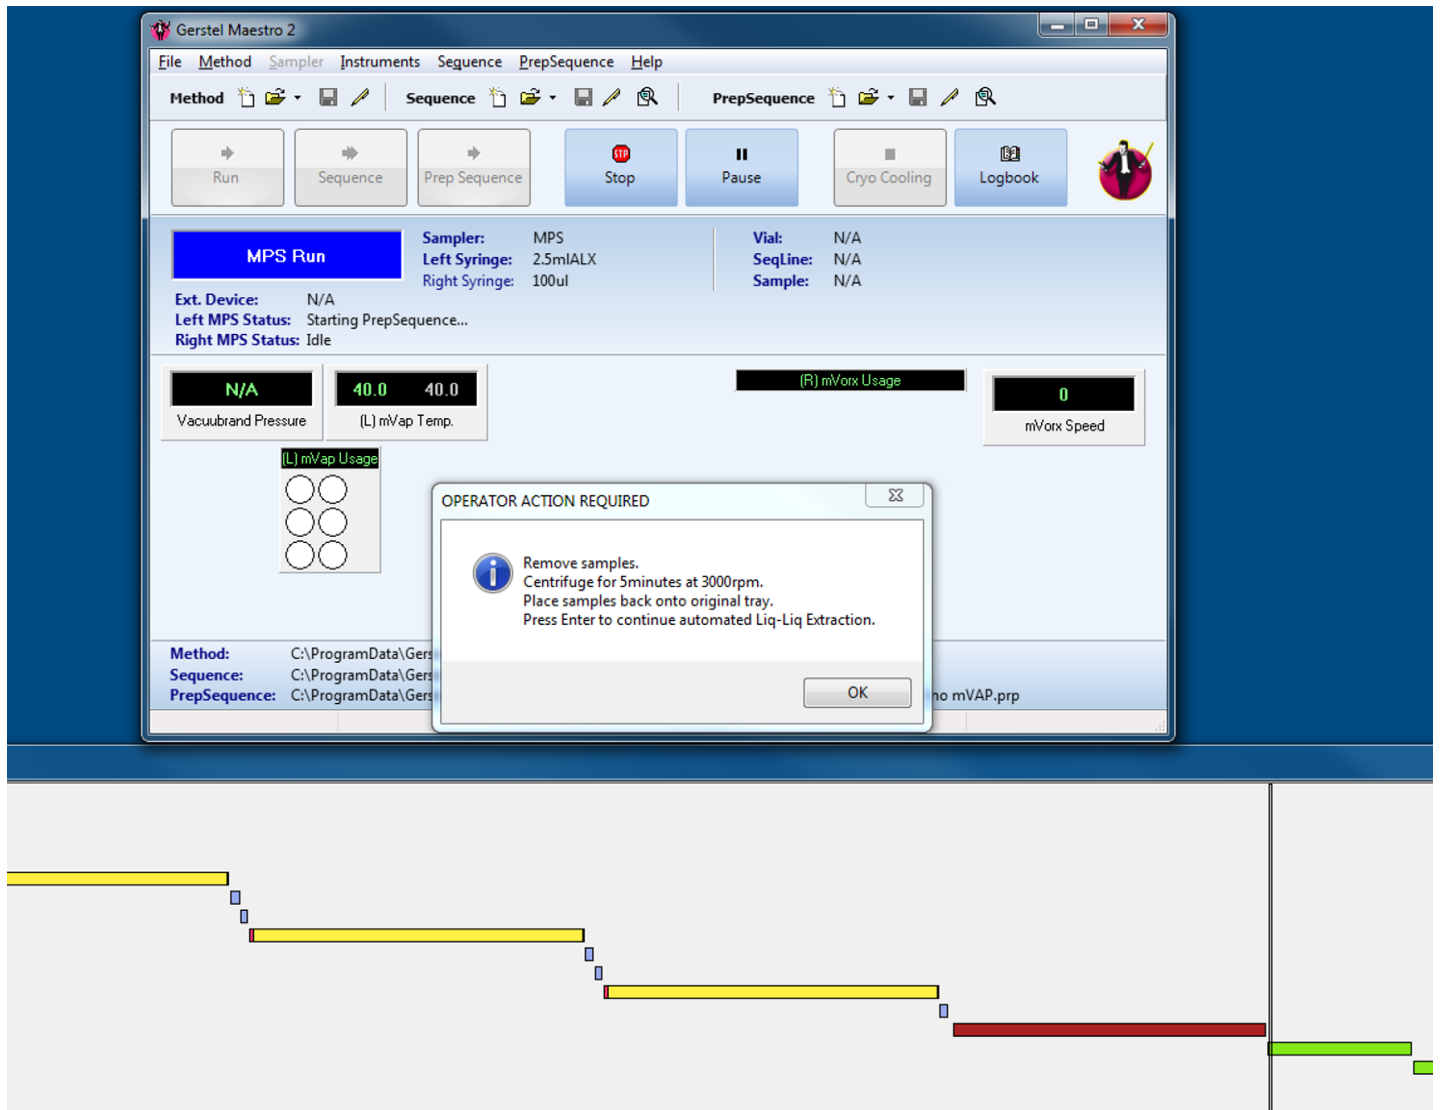 Gerstel Maestro 2
File Method Sampler Instruments Sequence PrepSequence Help
Method Sequence PrepSequence
Run Sequence Prep Sequence STP Stop Pause Cryo Cooling Logbook
MPS Run
Sampler: MPS
Left Syringe: 2.5mlALX
Right Syringe: 100ul
Vial: N/A
SeqLine: N/A
Sample: N/A
Ext. Device: N/A
Left MPS Status: Starting PrepSequence...
Right MPS Status: Idle
N/A
Vacuubrand Pressure
40.0 40.0
(L) mVap Temp.
(R) mVorx Usage
0
mVorx Speed
(L) mVap Usage
OPERATOR ACTION REQUIRED
Remove samples.
Centrifuge for 5minutes at 3000rpm.
Place samples back onto original tray.
Press Enter to continue automated Liq-Liq Extraction.
OK
Method: C:\ProgramData\Gers
Sequence: C:\ProgramData\Gers
PrepSequence: C:\ProgramData\Gers no mVAP.prp